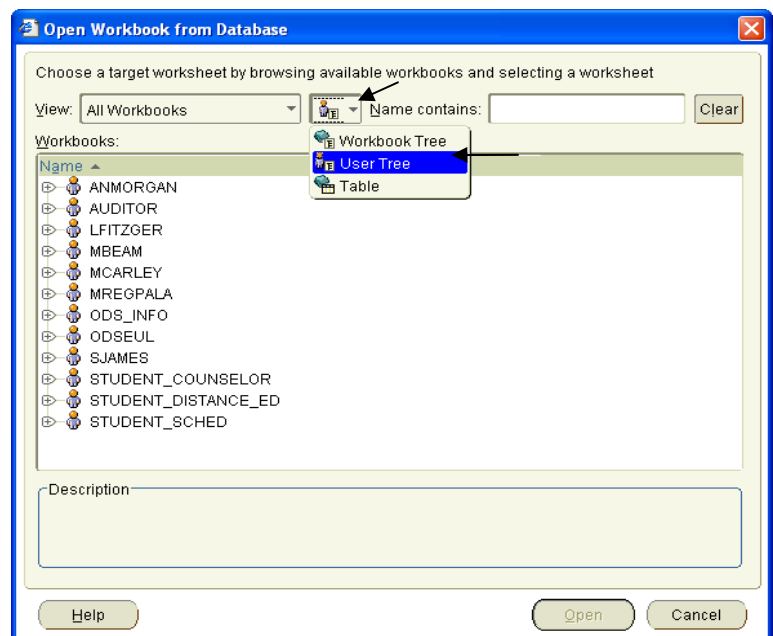 Open Workbook from Database
Choose a target worksheet by browsing available workbooks and selecting a worksheet
View: All Workbooks Name contains: Clear
Workbooks:
Workbook Tree
User Tree
Table
Name
ANMORGAN
AUDITOR
LFITZGER
MBEAM
MCARLEY
MREGPALA
ODS_INFO
ODSEUL
SJAMES
STUDENT_COUNSELOR
STUDENT_DISTANCE_ED
STUDENT_SCHED
Description
Help Open Cancel